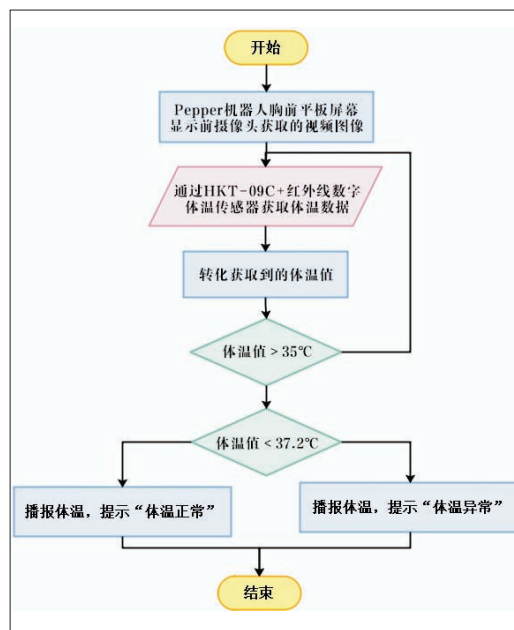 开始
Pepper机器人胸前平板屏幕
显示前摄像头获取的视频图像
通过HKT-09C+红外线数字
体温传感器获取体温数据
转化获取到的体温值
体温值>35℃
体温值<37.2℃
播报体温，提示“体温正常”
播报体温，提示“体温异常”
结束